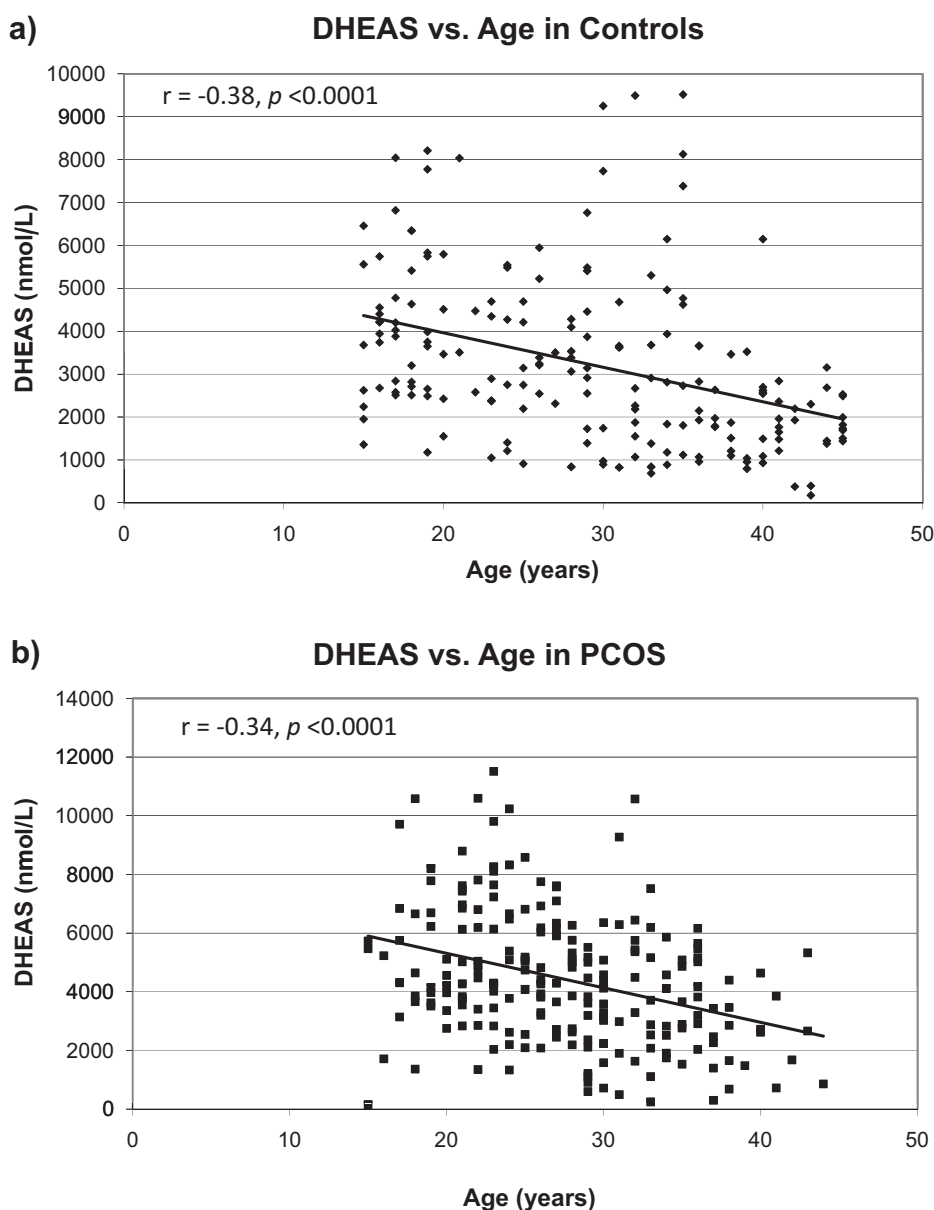 a)
DHEAS vs. Age in Controls
r = -0.38, p <0.0001
10000
9000
8000
7000
6000
5000
4000
3000
2000
1000
0
DHEAS (nmol/L)
0 10 20 30 40 50
Age (years)
b)
DHEAS vs. Age in PCOS
r = -0.34, p <0.0001
14000
12000
10000
8000
6000
4000
2000
0
DHEAS (nmol/L)
0 10 20 30 40 50
Age (years)